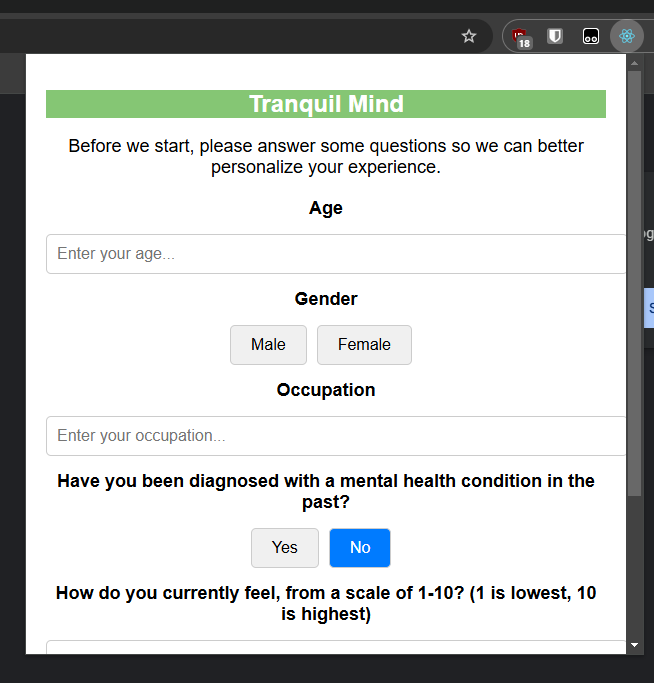 18
Tranquil Mind
Before we start, please answer some questions so we can better
personalize your experience.
Age
Enter your age...
Gender
Male Female
Occupation
Enter your occupation...
Have you been diagnosed with a mental health condition in the
past?
Yes No
How do you currently feel, from a scale of 1-10? (1 is lowest, 10
is highest)